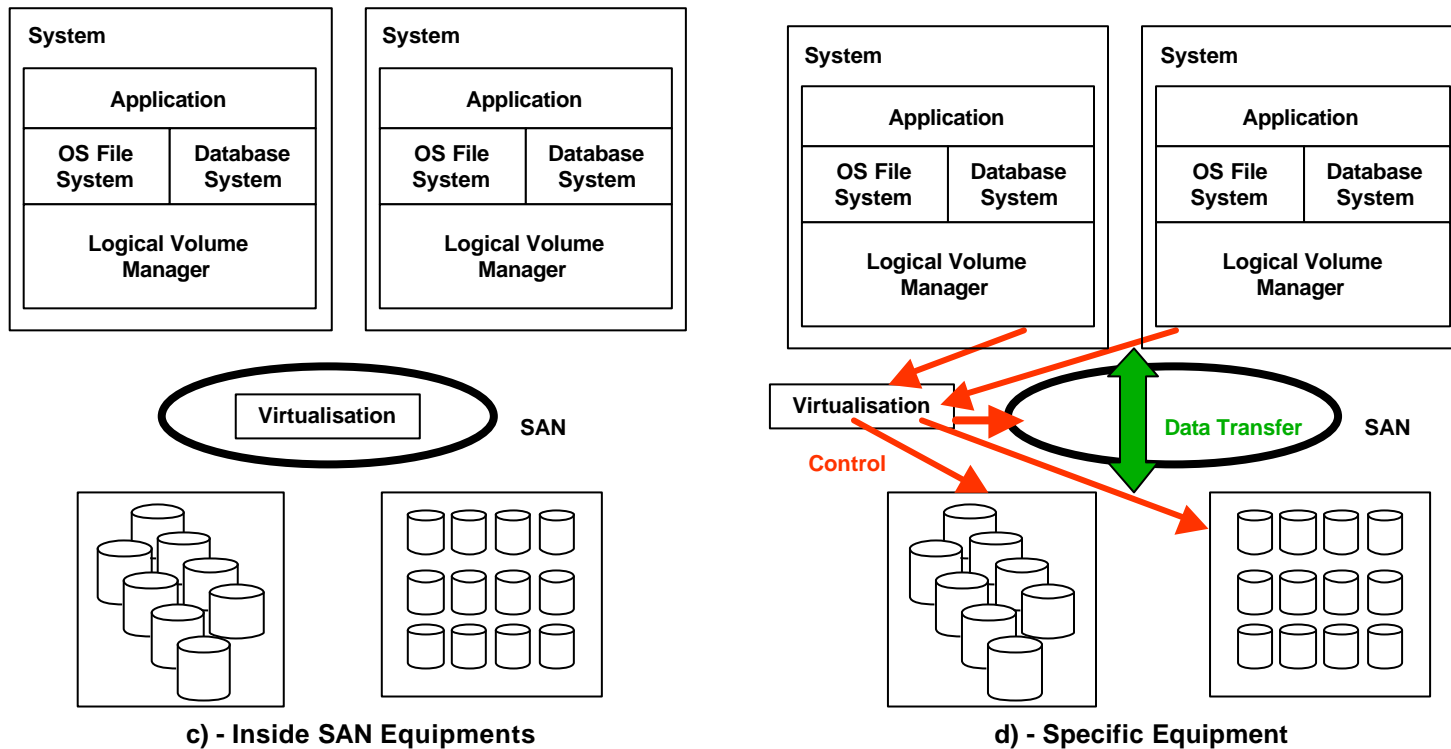 System
Application
OS File
System
Database
System
Logical Volume
Manager
System
Application
OS File
System
Database
System
Logical Volume
Manager
Virtualisation
SAN
c) - Inside SAN Equipments
System
Application
OS File
System
Database
System
Logical Volume
Manager
System
Application
OS File
System
Database
System
Logical Volume
Manager
Virtualisation
Data Transfer
SAN
Control
d) - Specific Equipment